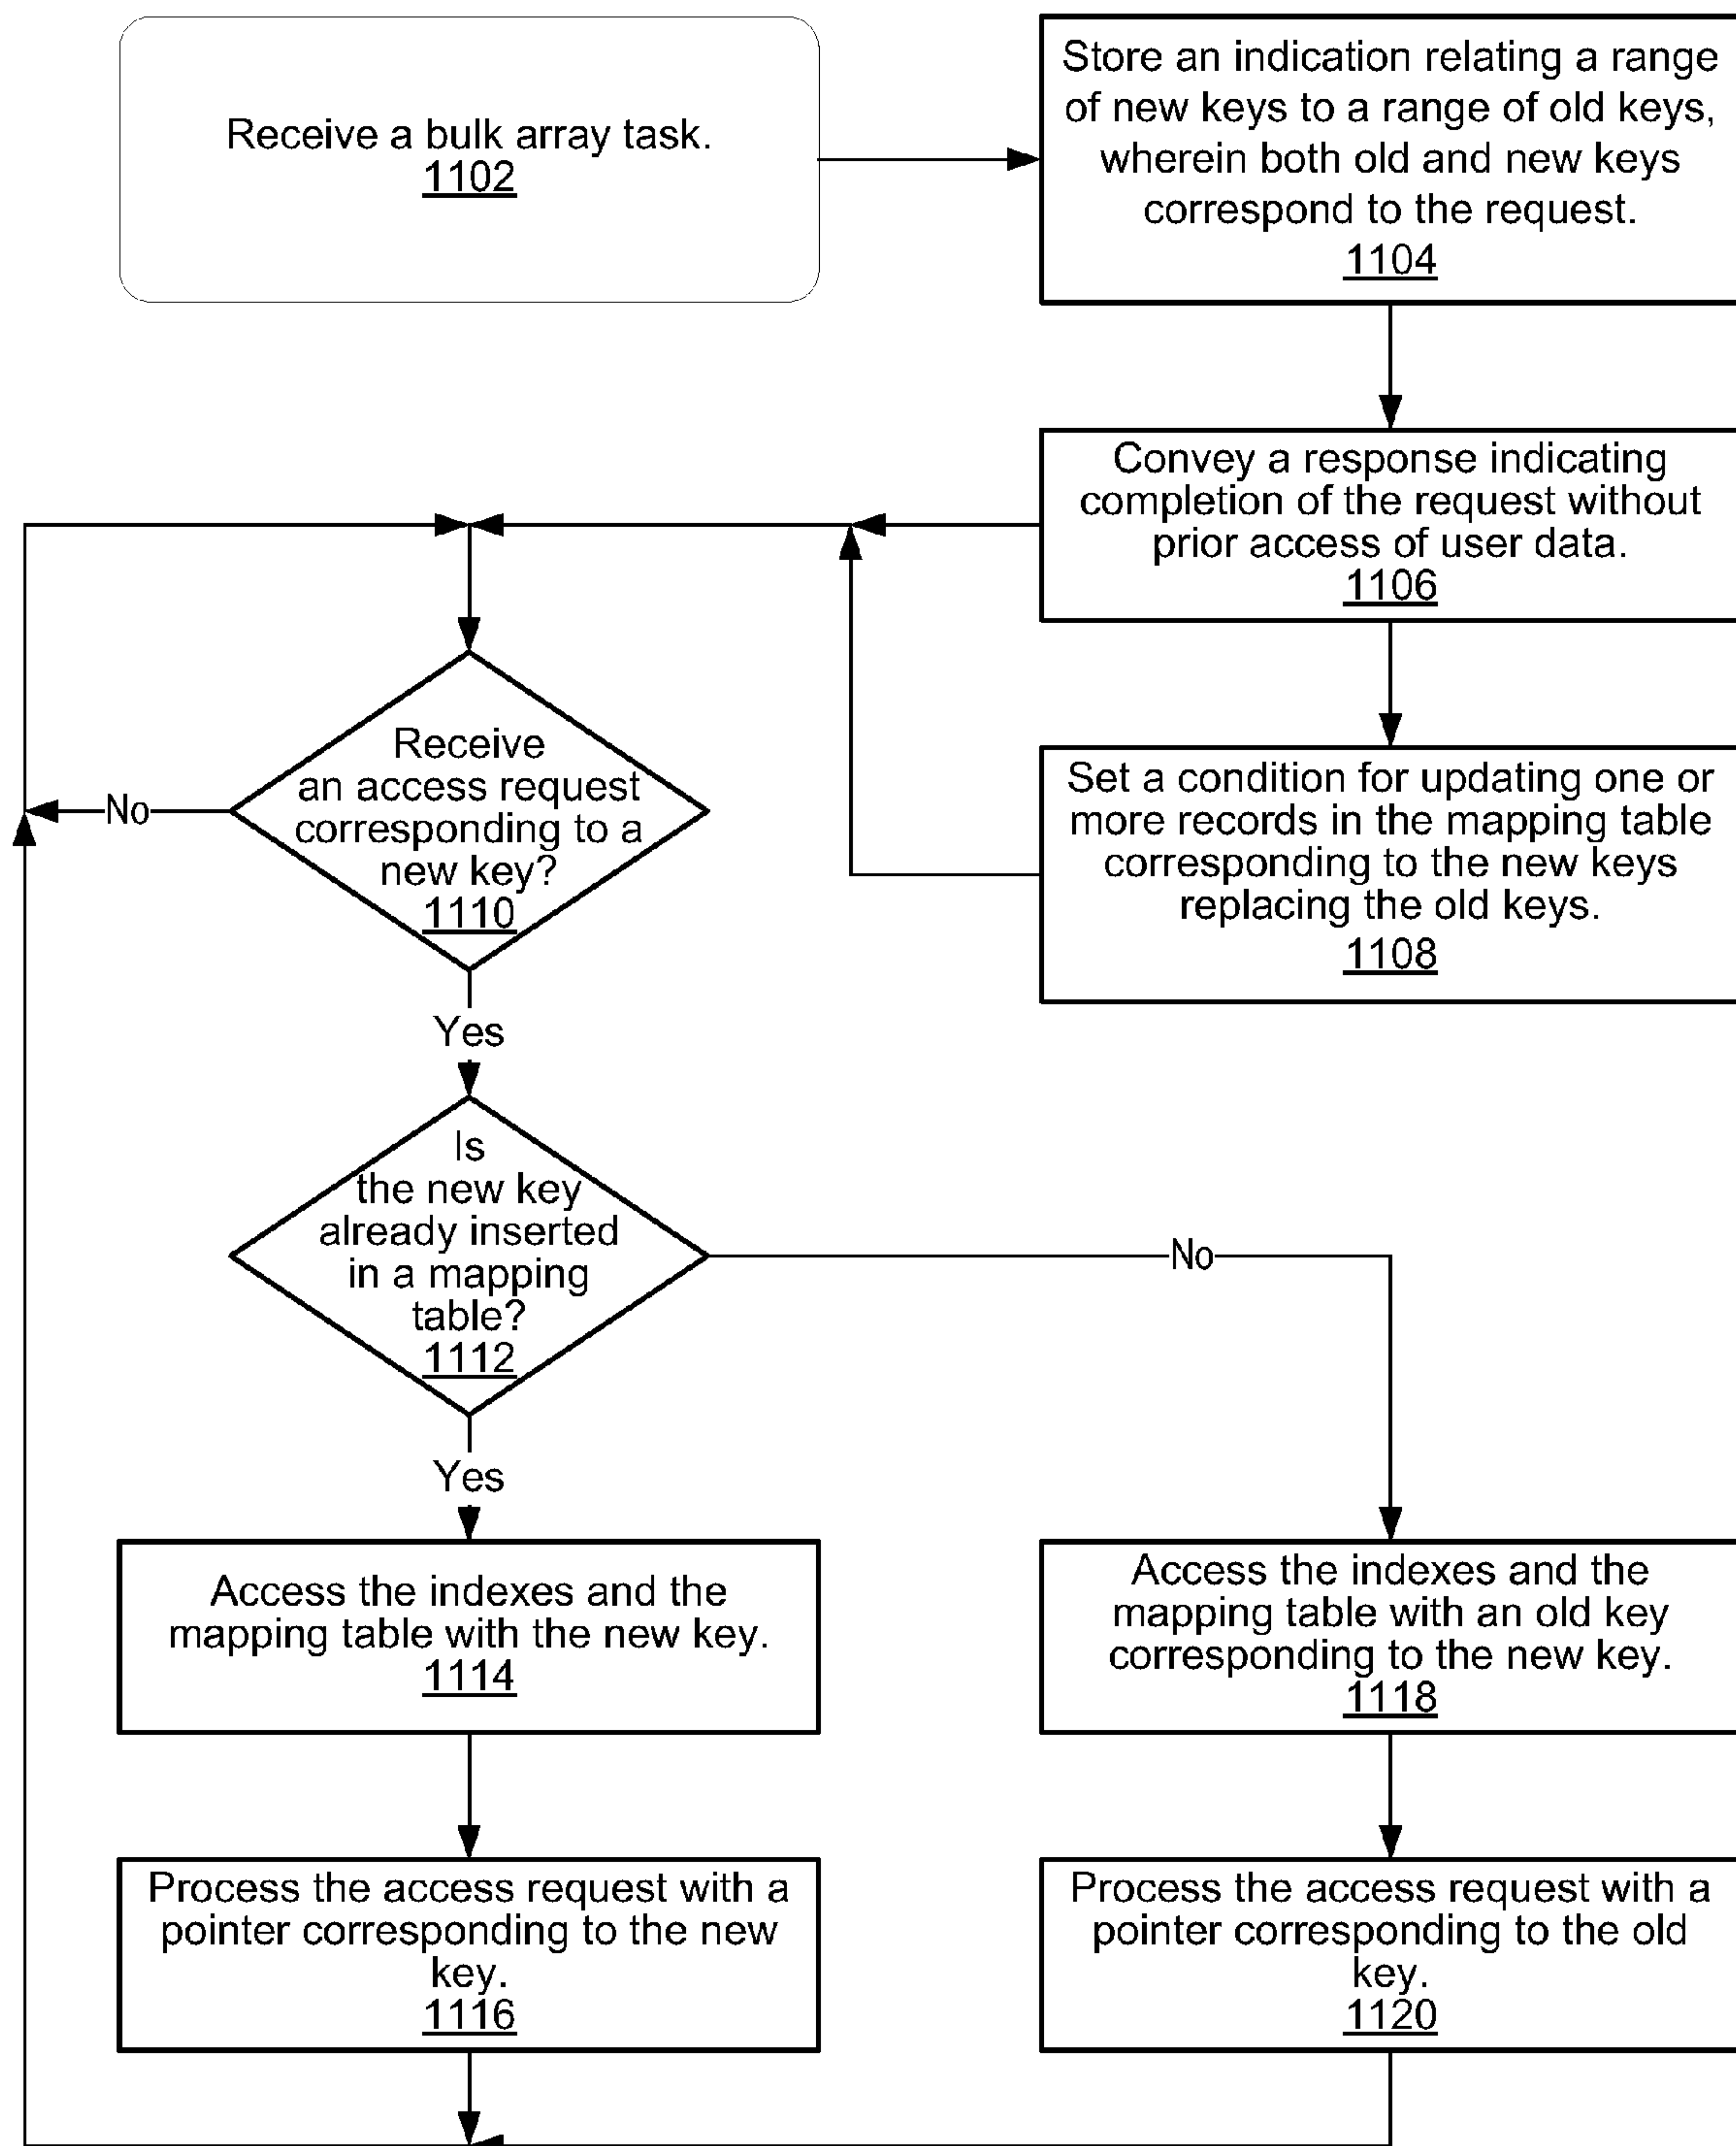 Receive a bulk array task.
1102
Store an indication relating a range
of new keys to a range of old keys,
wherein both old and new keys
correspond to the request.
1104
Convey a response indicating
completion of the request without
prior access of user data.
1106
Set a condition for updating one or
more records in the mapping table
corresponding to the new keys
replacing the old keys.
1108
Receive
an access request
corresponding to a
new key?
1110
No
Yes
Is
the new key
already inserted
in a mapping
table?
1112
No
Yes
Access the indexes and the
mapping table with the new key.
1114
Access the indexes and the
mapping table with an old key
corresponding to the new key.
1118
Process the access request with a
pointer corresponding to the new
key.
1116
Process the access request with a
pointer corresponding to the old
key.
1120